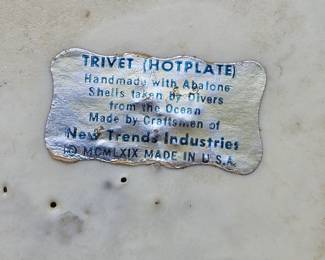 TRIVET (HOTPLATE)
Handmade with Abalone
Shells taken by Divers
from the Ocean
Made by Craftsmen of
New Trends Industries
© MCMLXIX MADE IN U.S.A.